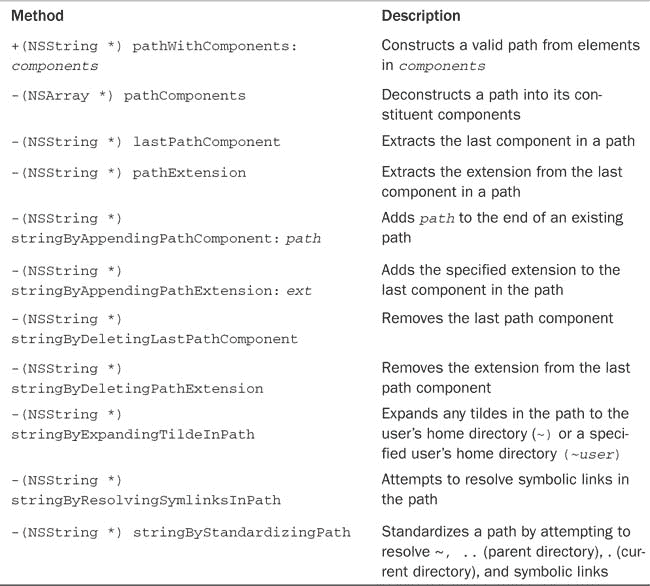 Method Description
+(NSString *) pathWithComponents: Constructs a valid path from elements
components in components
-(NSArray *) pathComponents Deconstructs a path into its con-
stituent components
-(NSString *) lastPathComponent Extracts the last component in a path
-(NSString *) pathExtension Extracts the extension from the last
component in a path
-(NSString *) Adds path to the end of an existing
stringByAppendingPathComponent: path path
-(NSString *) Adds the specified extension to the
stringByAppendingPathExtension: ext last component in the path
-(NSString *) Removes the last path component
stringByDeletingLastPathComponent
-(NSString *) Removes the extension from the last
stringByDeletingPathExtension path component
-(NSString *) Expands any tildes in the path to the
stringByExpandingTildeInPath user's home directory (~) or a speci-
fied user's home directory (~user)
-(NSString *) Attempts to resolve symbolic links in
stringByResolvingSymlinksInPath the path
-(NSString *) stringByStandardizingPath Standardizes a path by attempting to
resolve ~, .. (parent directory), . (cur-
rent directory), and symbolic links